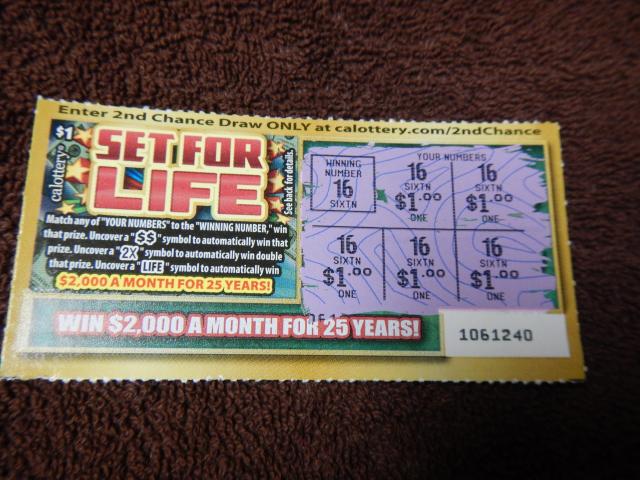 Enter 2nd Chance Draw ONLY at calottery.com/2ndChance
$1
calottery
SET FOR
LIFE
See back for details.
Match any of "YOUR NUMBERS" to the "WINNING NUMBER," win
that prize. Uncover a "$$" symbol to automatically win that
prize. Uncover a "2X" symbol to automatically win double
that prize. Uncover a "LIFE" symbol to automatically win
$2,000 A MONTH FOR 25 YEARS!
WINNING
NUMBER
16
SIXTN
YOUR NUMBERS
16 16
SIXTN SIXTN
$1.00 $1.00
ONE ONE
16 16 16
SIXTN SIXTN SIXTN
$1.00 $1.00 $1.00
ONE ONE ONE
WIN $2,000 A MONTH FOR 25 YEARS!
1061240